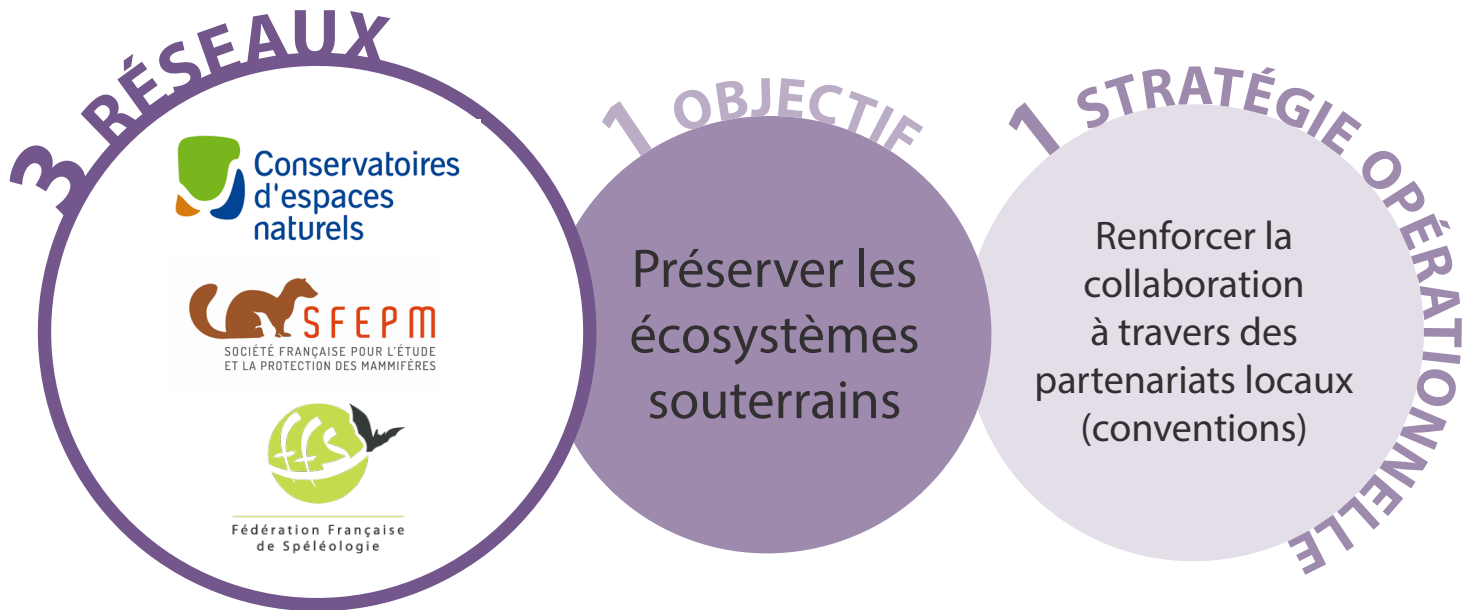 3 RÉSEAUX
Conservatoires
d'espaces
naturels
SFEPM
SOCIÉTÉ FRANÇAISE POUR L'ÉTUDE
ET LA PROTECTION DES MAMMIFÈRES
ffs
Fédération Française
de Spéléologie
1 OBJECTIF
Préserver les
écosystèmes
souterrains
1 STRATÉGIE OPÉRATIONNELLE
Renforcer la
collaboration
à travers des
partenariats locaux
(conventions)